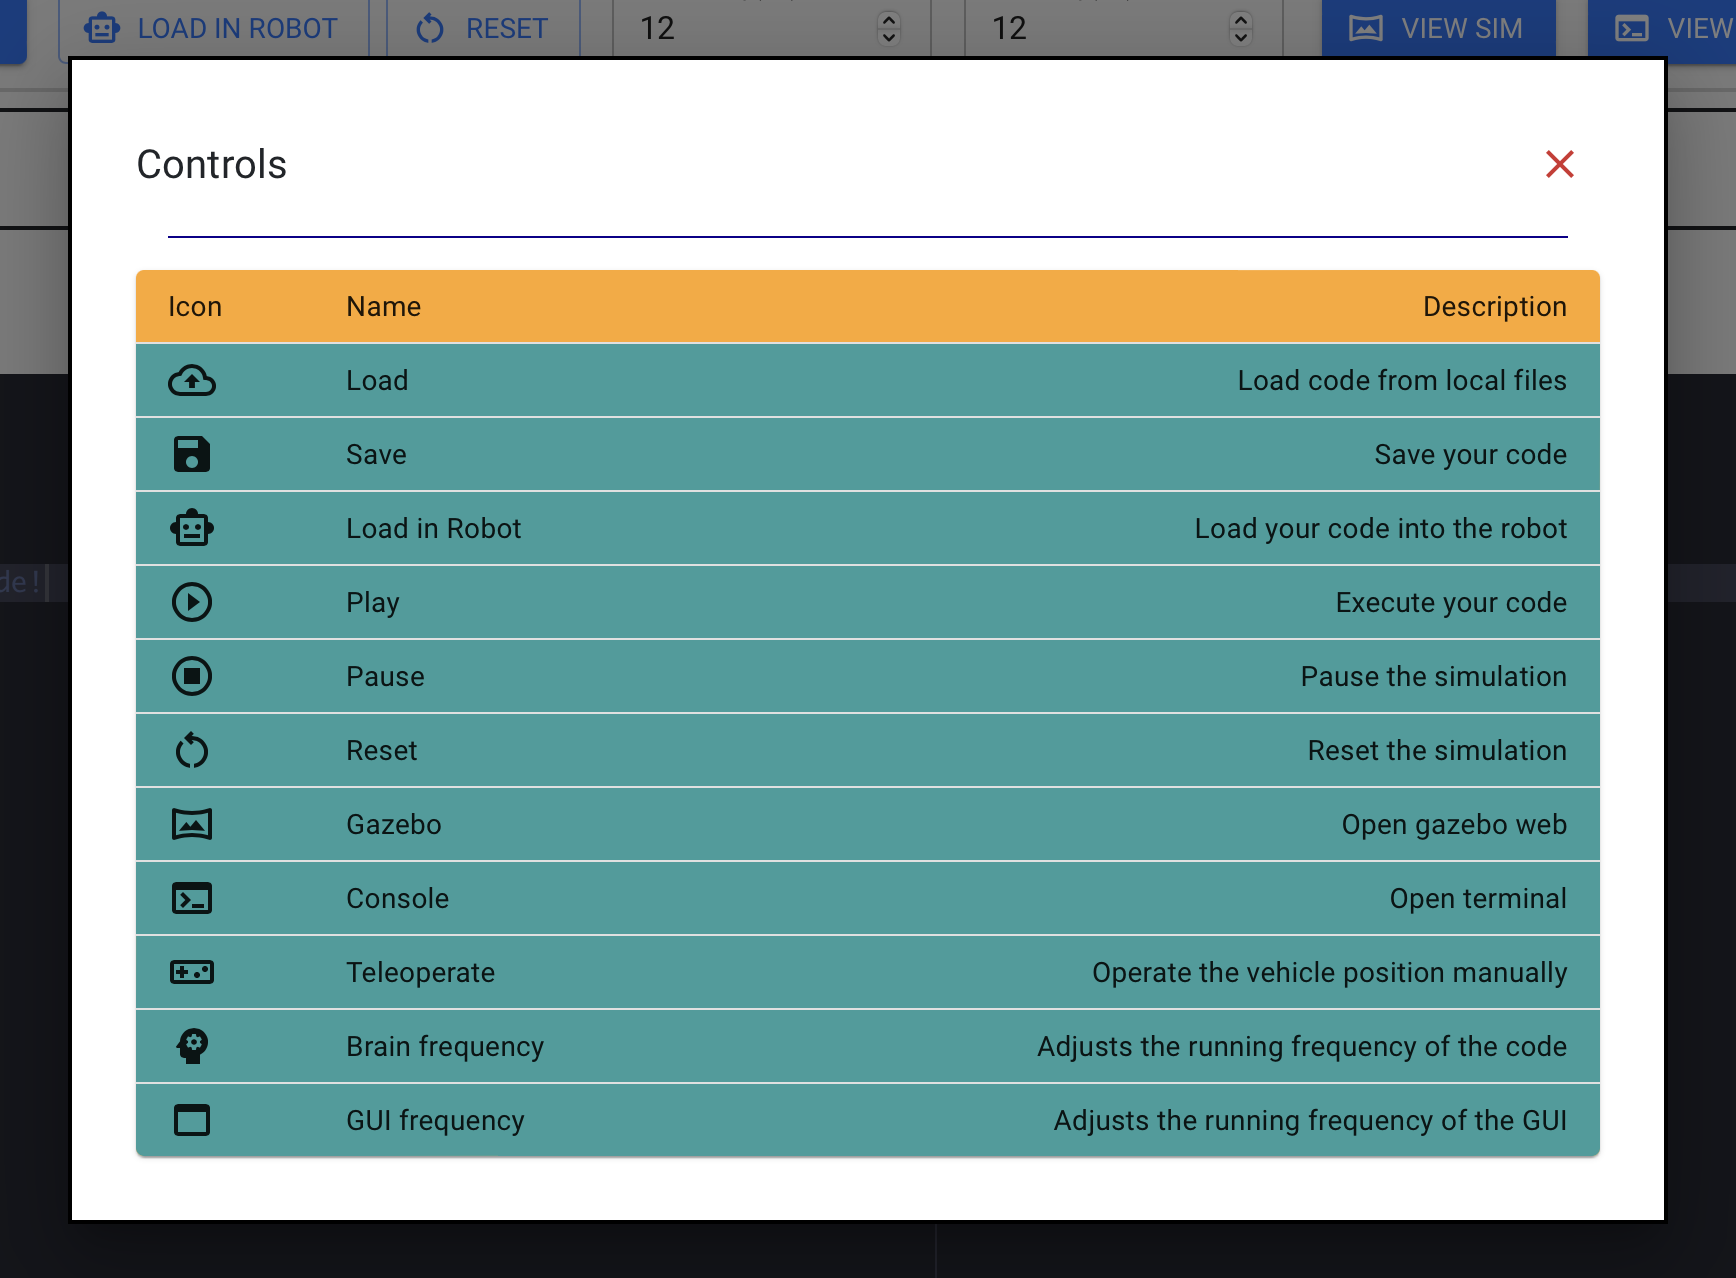 LOAD IN ROBOT RESET 12 12 VIEW SIM VIEW
Controls
Icon Name Description
Load Load code from local files
Save Save your code
Load in Robot Load your code into the robot
de!
Play Execute your code
Pause Pause the simulation
Reset Reset the simulation
Gazebo Open gazebo web
Console Open terminal
Teleoperate Operate the vehicle position manually
Brain frequency Adjusts the running frequency of the code
GUI frequency Adjusts the running frequency of the GUI